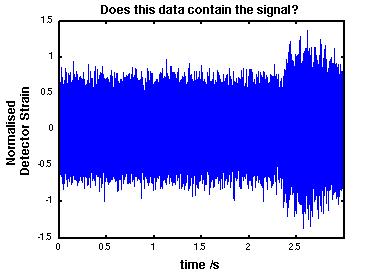 Does this data contain the signal?
1.5
1
0.5
0
-0.5
-1
-1.5
Normalised
Detector Strain
0 0.5 1 1.5 2 2.5
time /s